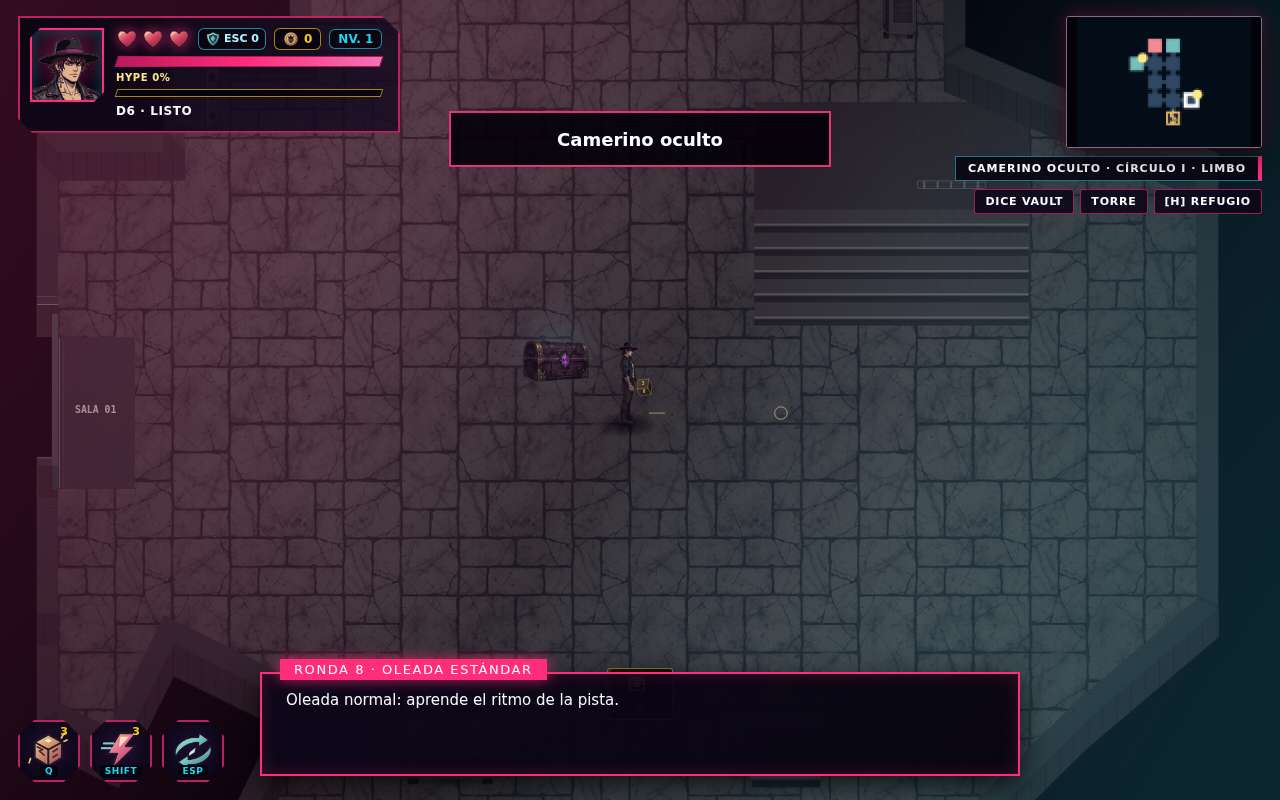 ESC 0
0
NV. 1
HYPE 0%
D6 · LISTO
Camerino oculto
CAMERINO OCULTO · CÍRCULO I · LIMBO
DICE VAULT
TORRE
[H] REFUGIO
SALA 01
RONDA 8 · OLEADA ESTÁNDAR
Oleada normal: aprende el ritmo de la pista.
3
Q
3
SHIFT
ESP